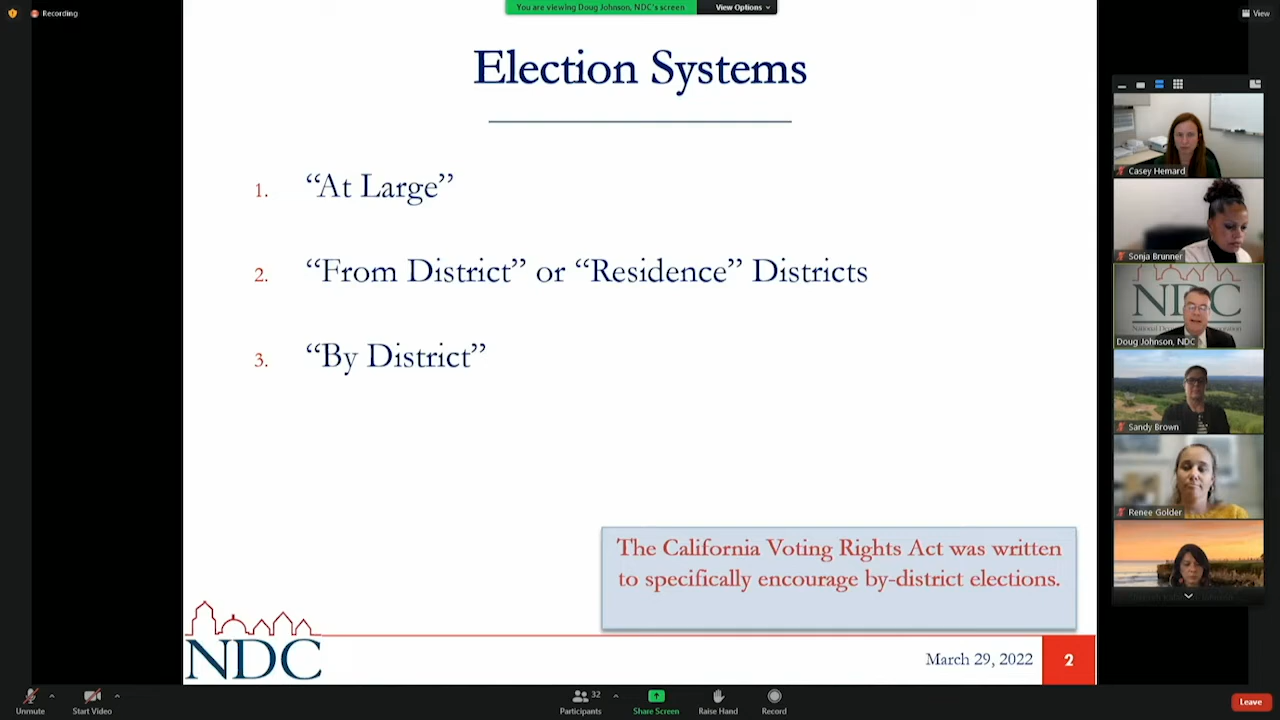 Recording
You are viewing Doug Johnson, NDC's screen
View Options
View
Election Systems
1. “At Large”
2. “From District” or “Residence” Districts
3. “By District”
The California Voting Rights Act was written
to specifically encourage by-district elections.
NDC
March 29, 2022
2
Casey Hemard
Sonja Brunner
NDC
Doug Johnson, NDC
Sandy Brown
Renee Golder
Unmute
Start Video
32
Participants
Share Screen
Raise Hand
Record
Leave